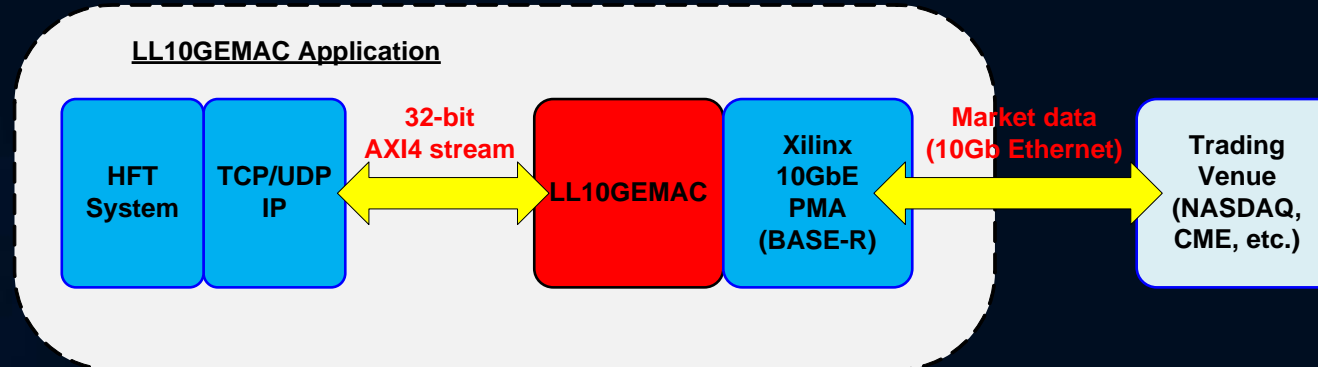 LL10GEMAC Application
HFT
System
TCP/UDP
IP
32-bit
AXI4 stream
LL10GEMAC
Xilinx
10GbE
PMA
(BASE-R)
Market data
(10Gb Ethernet)
Trading
Venue
(NASDAQ,
CME, etc.)